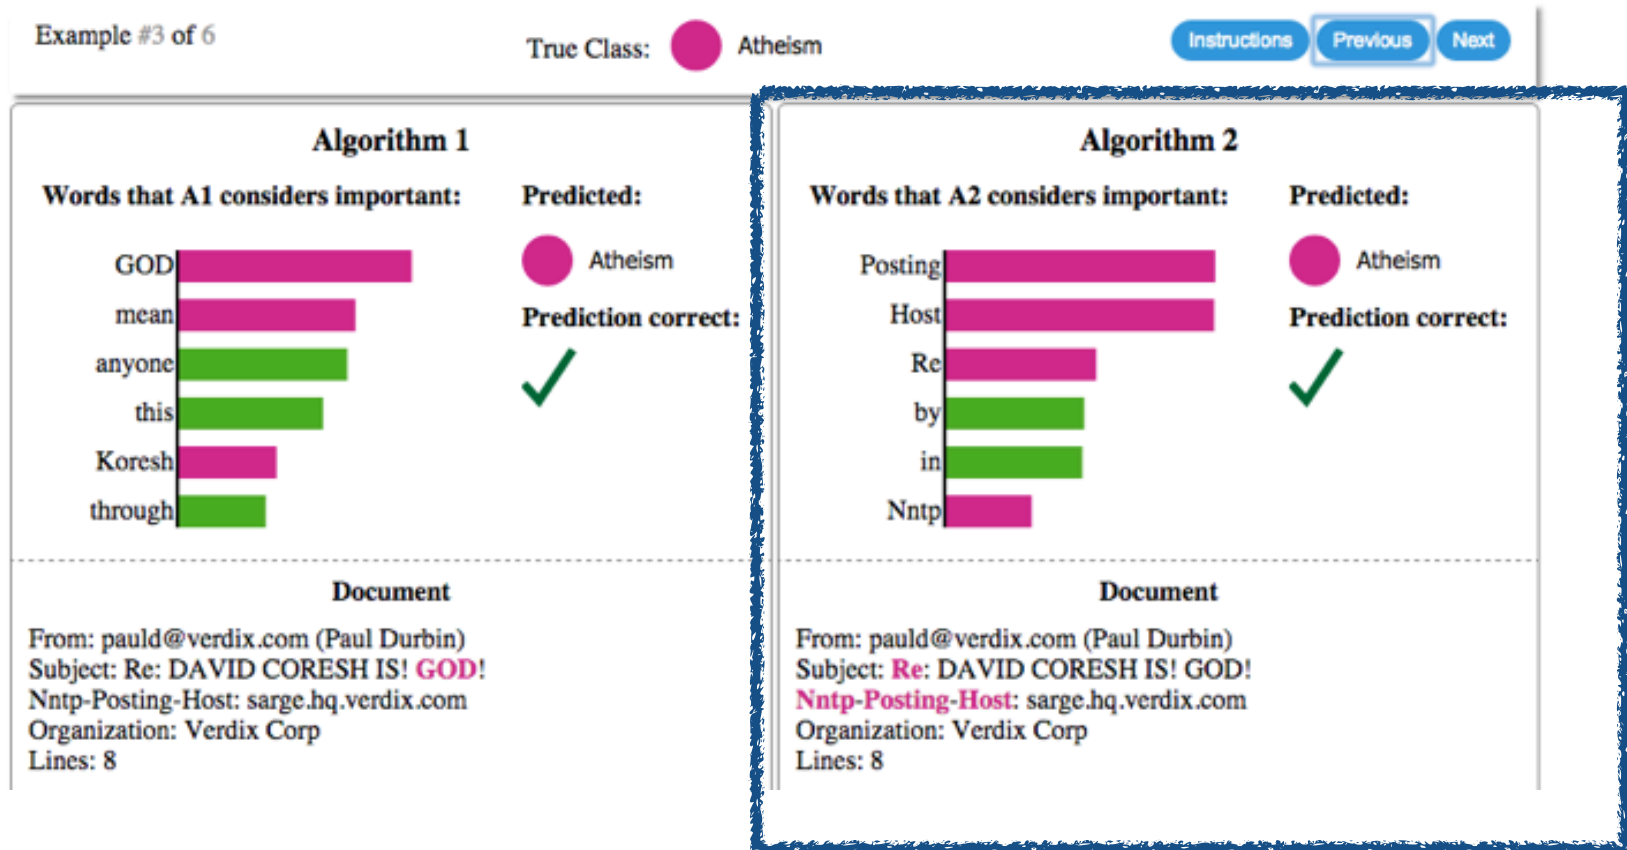 Example #3 of 6
True Class: Atheism
Instructions Previous Next
Algorithm 1
Words that A1 considers important:
Predicted:
GOD
mean
anyone
this
Koresh
through
Atheism
Prediction correct:
Document
From: pauld@verdix.com (Paul Durbin)
Subject: Re: DAVID CORESH IS! GOD!
Nntp-Posting-Host: sarge.hq.verdix.com
Organization: Verdix Corp
Lines: 8
Algorithm 2
Words that A2 considers important:
Predicted:
Posting
Host
Re
by
in
Nntp
Atheism
Prediction correct:
Document
From: pauld@verdix.com (Paul Durbin)
Subject: Re: DAVID CORESH IS! GOD!
Nntp-Posting-Host: sarge.hq.verdix.com
Organization: Verdix Corp
Lines: 8